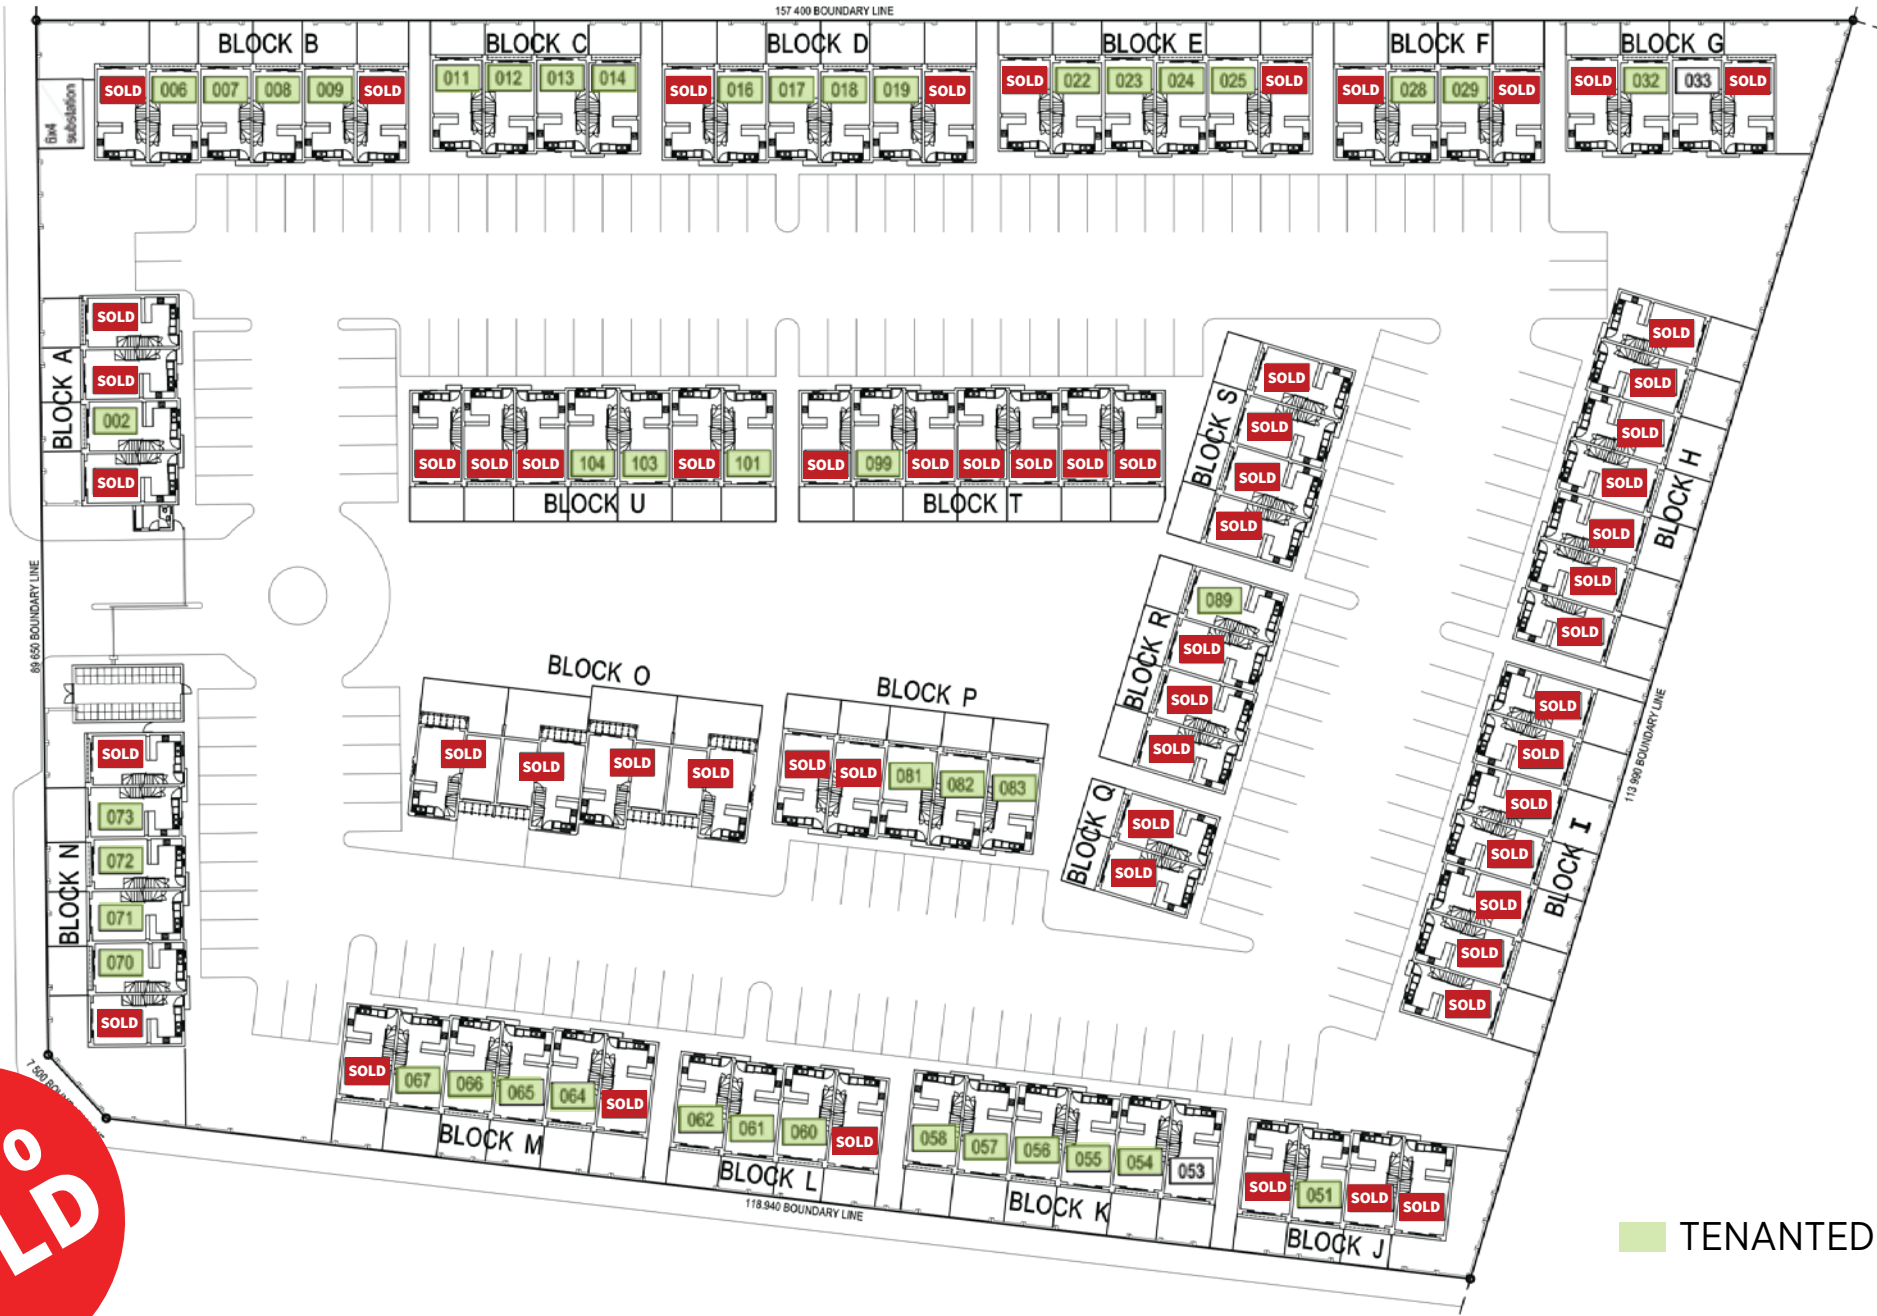 157 400 BOUNDARY LINE
BLOCK B BLOCK C BLOCK D BLOCK E BLOCK F BLOCK G
SOLD 006 007 008 009 SOLD
011 012 013 014
SOLD 016 017 018 019 SOLD
SOLD 022 023 024 025 SOLD
SOLD 028 029 SOLD
SOLD 032 033 SOLD
6x4
substation
BLOCK A
SOLD
SOLD
002
SOLD
SOLD SOLD SOLD 104 103 SOLD 101
BLOCK U
SOLD 099 SOLD SOLD SOLD SOLD SOLD
BLOCK T
BLOCK S
SOLD
SOLD
SOLD
SOLD
BLOCK H
SOLD
SOLD
SOLD
SOLD
SOLD
SOLD
SOLD
89 650 BOUNDARY LINE
BLOCK R
089
SOLD
SOLD
SOLD
BLOCK O
SOLD SOLD SOLD SOLD
BLOCK P
SOLD SOLD 081 082 083
BLOCK Q
SOLD
SOLD
113 990 BOUNDARY LINE
BLOCK I
SOLD
SOLD
SOLD
SOLD
SOLD
SOLD
SOLD
BLOCK N
SOLD
073
072
071
070
SOLD
SOLD 067 066 065 064 SOLD
BLOCK M
062 061 060 SOLD
BLOCK L
058 057 056 055 054 053
BLOCK K
SOLD 051 SOLD SOLD
BLOCK J
118.940 BOUNDARY LINE
7 500
O
LD
TENANTED